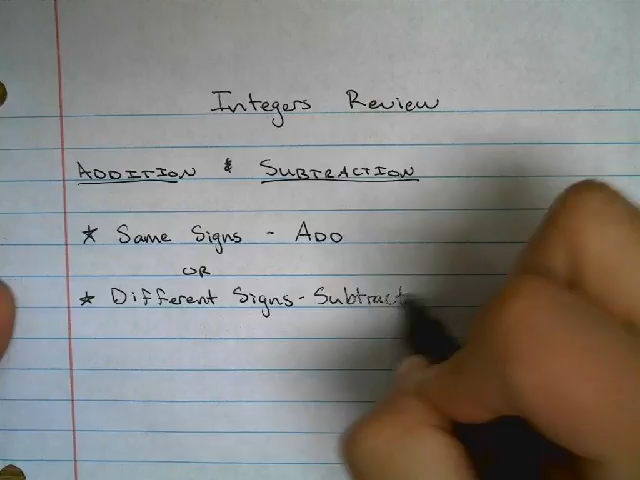 Integers Review
ADDITION & SUBTRACTION
* Same Signs - ADD
OR
* Different Signs - Subtract